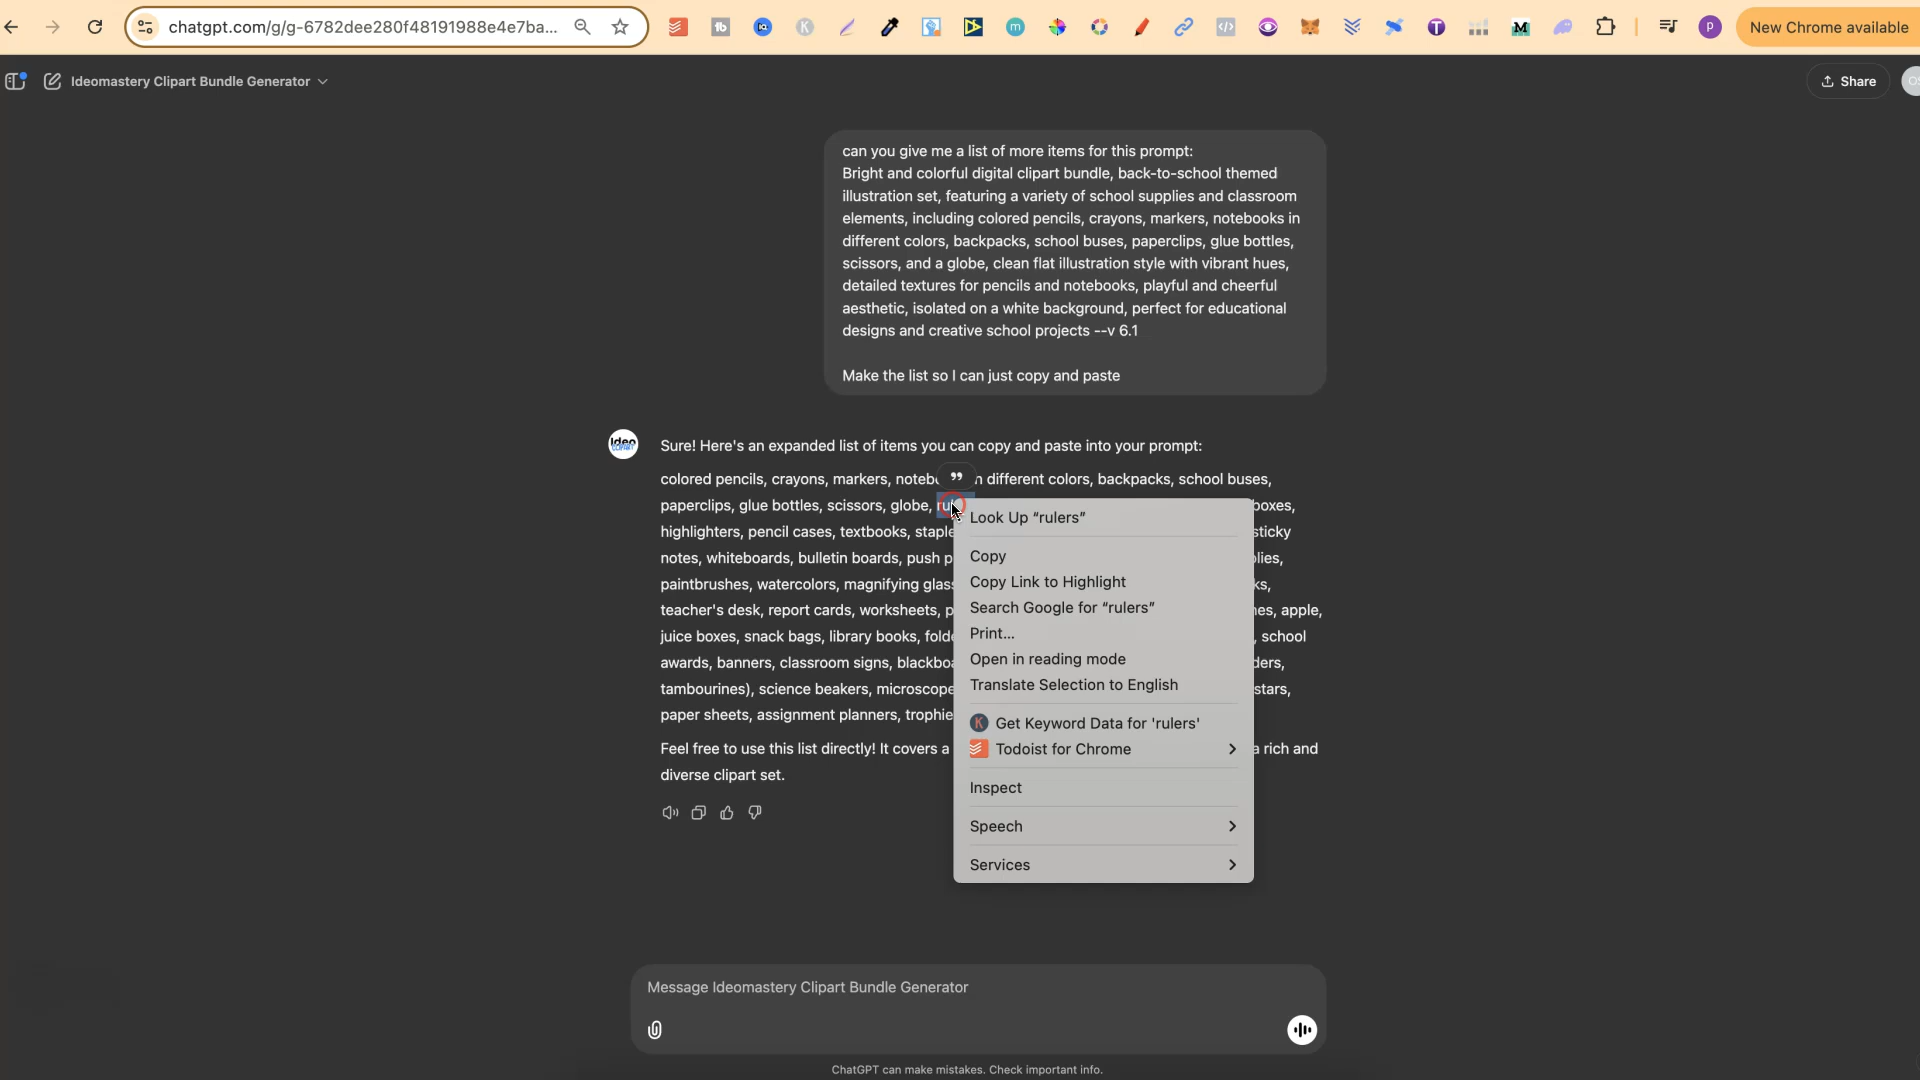 chatgpt.com/g/g-6782dee280f48191988e4e7ba...
New Chrome available
Ideomastery Clipart Bundle Generator
Share
can you give me a list of more items for this prompt:
Bright and colorful digital clipart bundle, back-to-school themed
illustration set, featuring a variety of school supplies and classroom
elements, including colored pencils, crayons, markers, notebooks in
different colors, backpacks, school buses, paperclips, glue bottles,
scissors, and a globe, clean flat illustration style with vibrant hues,
detailed textures for pencils and notebooks, playful and cheerful
aesthetic, isolated on a white background, perfect for educational
designs and creative school projects --v 6.1
Make the list so I can just copy and paste
Sure! Here's an expanded list of items you can copy and paste into your prompt:
colored pencils, crayons, markers, noteb different colors, backpacks, school buses,
paperclips, glue bottles, scissors, globe, boxes,
highlighters, pencil cases, textbooks, staple sticky
notes, whiteboards, bulletin boards, push p lies,
paintbrushes, watercolors, magnifying glass ks,
teacher's desk, report cards, worksheets, p es, apple,
juice boxes, snack bags, library books, folde , school
awards, banners, classroom signs, blackboa ders,
tambourines), science beakers, microscope stars,
paper sheets, assignment planners, trophie
Feel free to use this list directly! It covers a a rich and
diverse clipart set.
Look Up “rulers”
Copy
Copy Link to Highlight
Search Google for “rulers”
Print...
Open in reading mode
Translate Selection to English
Get Keyword Data for 'rulers'
Todoist for Chrome
Inspect
Speech
Services
Message Ideomastery Clipart Bundle Generator
ChatGPT can make mistakes. Check important info.